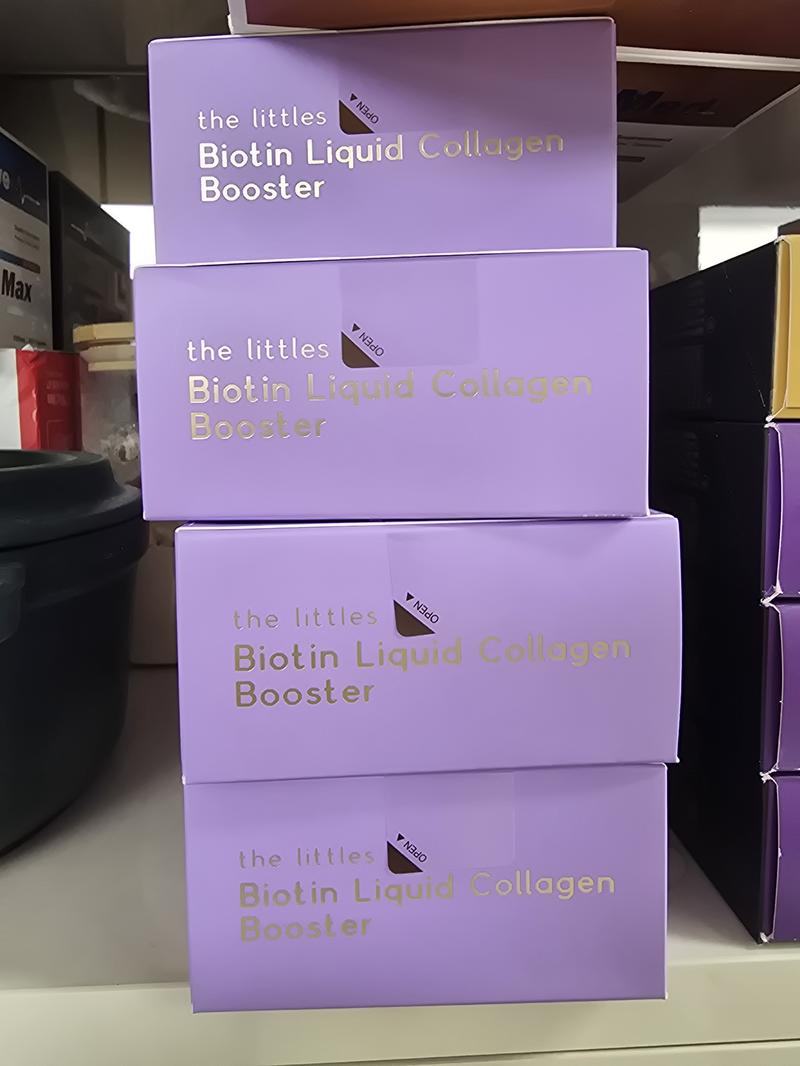 the littles
OPEN
Biotin Liquid Collagen
Booster
the littles
OPEN
Biotin Liquid Collagen
Booster
the littles
OPEN
Biotin Liquid Collagen
Booster
the littles
OPEN
Biotin Liquid Collagen
Booster
Max